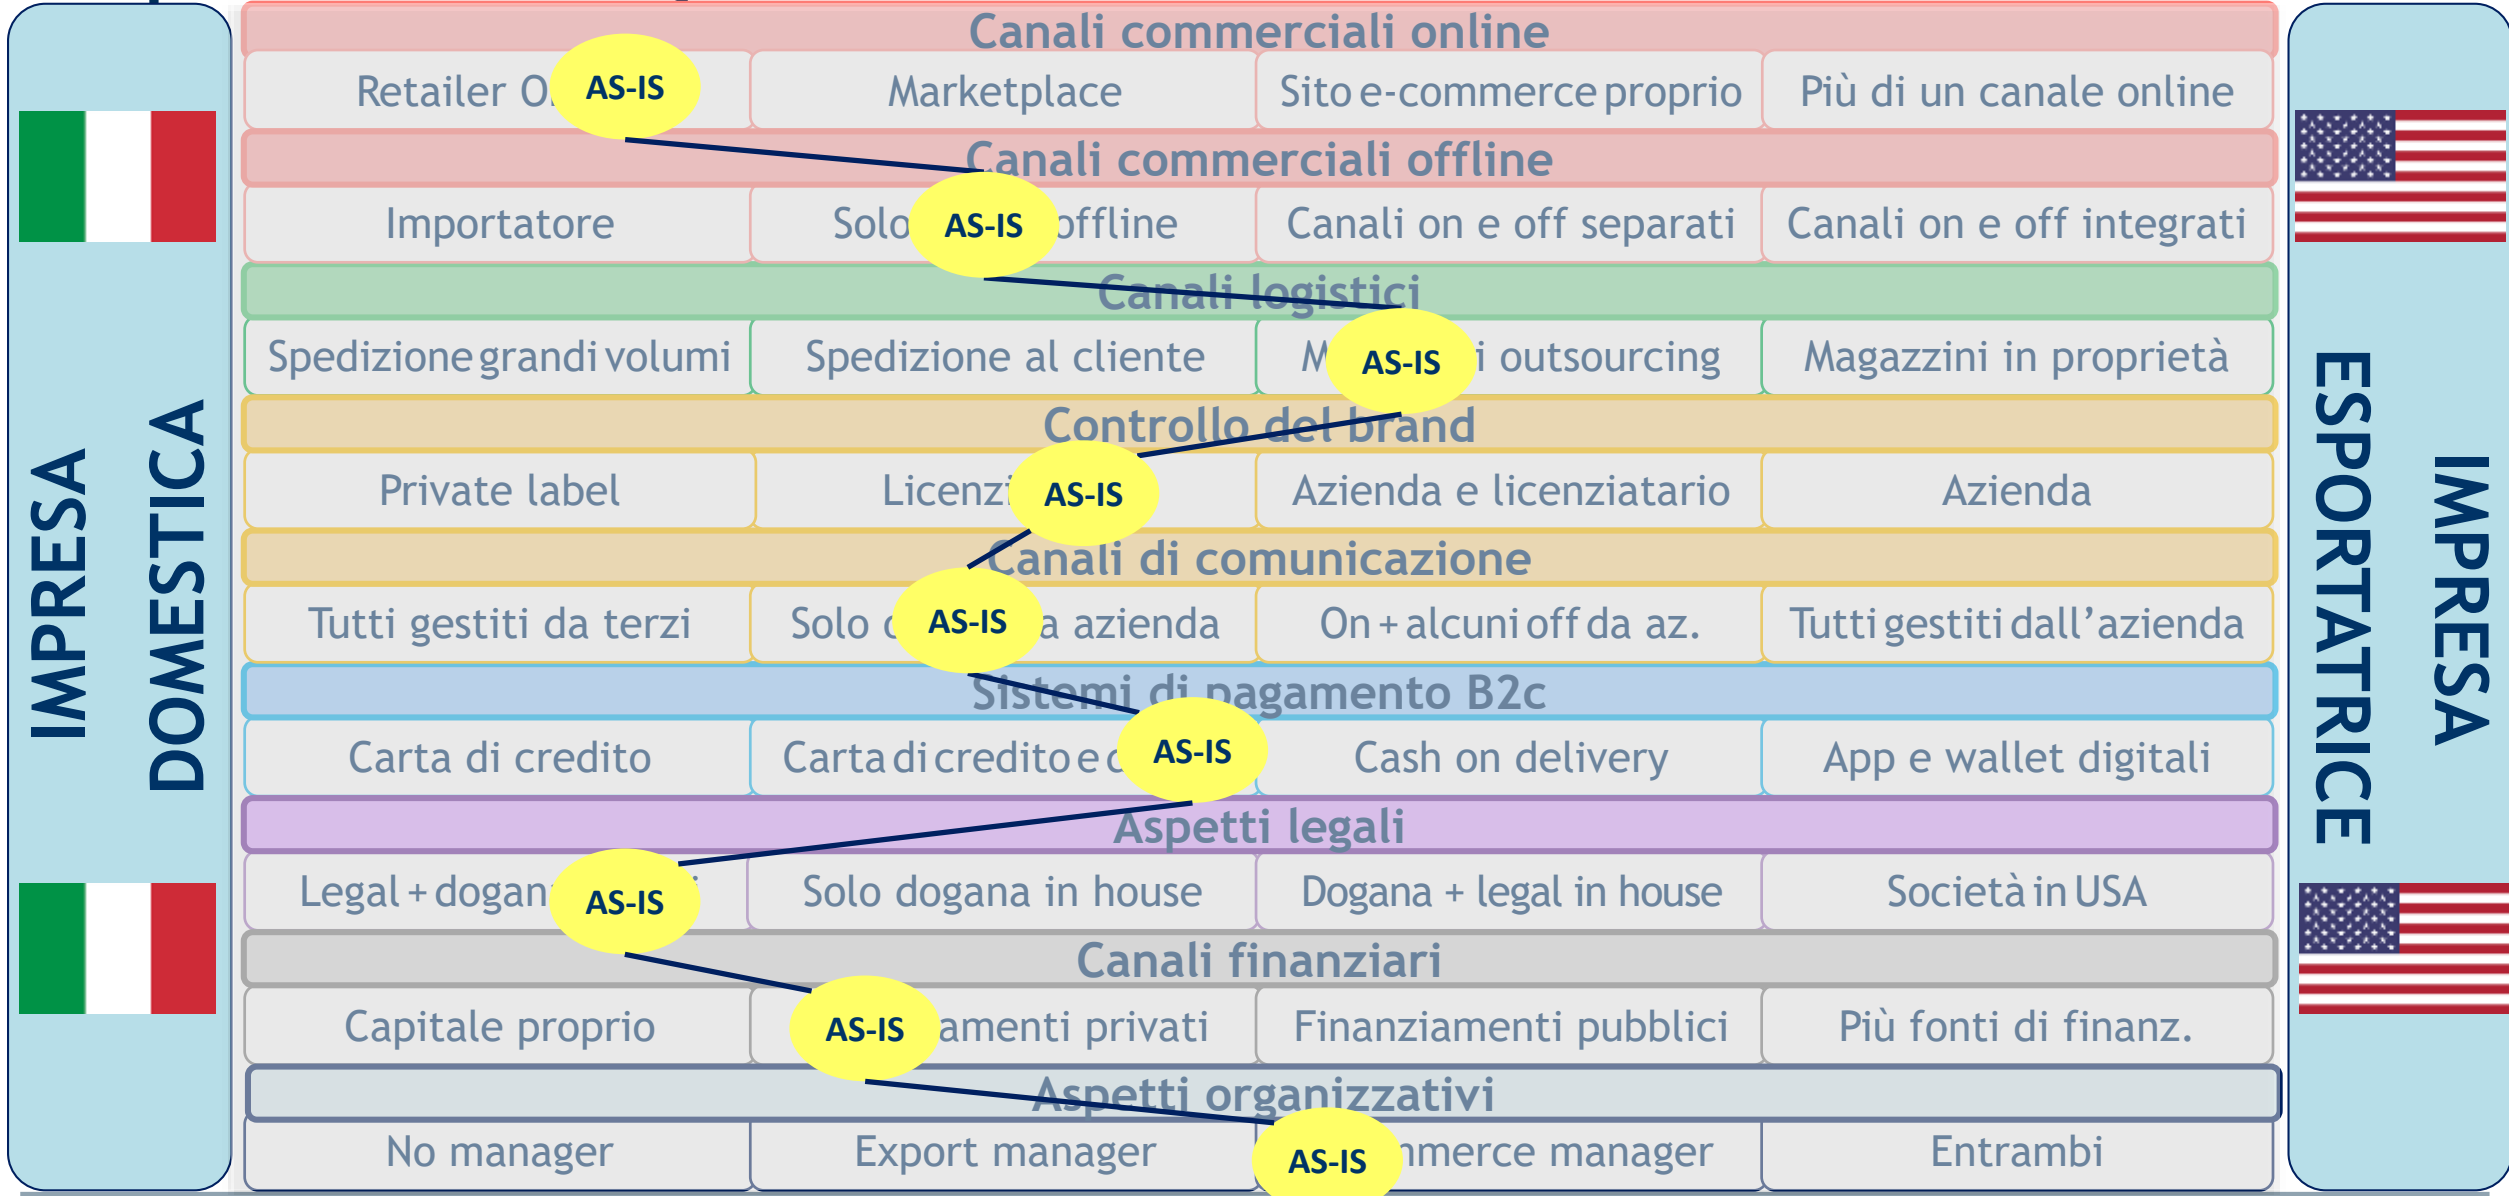 Canali commerciali online
Retailer AS-IS Marketplace Sito e-commerce proprio Più di un canale online
Canali commerciali offline
Importatore Solo AS-IS offline Canali on e off separati Canali on e off integrati
Canali logistici
Spedizione grandi volumi Spedizione al cliente AS-IS outsourcing Magazzini in proprietà
Controllo del brand
Private label AS-IS Azienda e licenziatario Azienda
Canali di comunicazione
Tutti gestiti da terzi Solo AS-IS azienda On + alcuni off da az. Tutti gestiti dall'azienda
Sistemi di pagamento B2c
Carta di credito Carta di credito e AS-IS Cash on delivery App e wallet digitali
Aspetti legali
Legal + AS-IS Solo dogana in house Dogana + legal in house Società in USA
Canali finanziari
Capitale proprio AS-IS privati Finanziamenti pubblici Più fonti di finanz.
Aspetti organizzativi
No manager Export manager AS-IS manager Entrambi
IMPRESA
DOMESTICA
IMPRESA
ESPORTATRICE